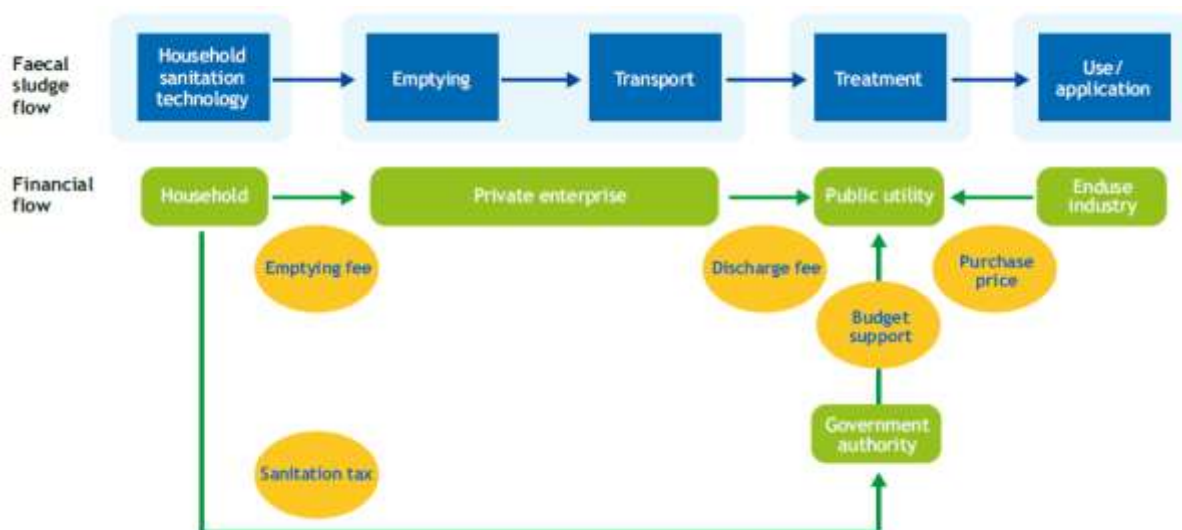 Faecal
sludge
flow
Household
sanitation
technology
Emptying
Transport
Treatment
Use/
application
Financial
flow
Household
Private enterprise
Public utility
Enduse
industry
Emptying fee
Discharge fee
Purchase
price
Budget
support
Government
authority
Sanitation tax